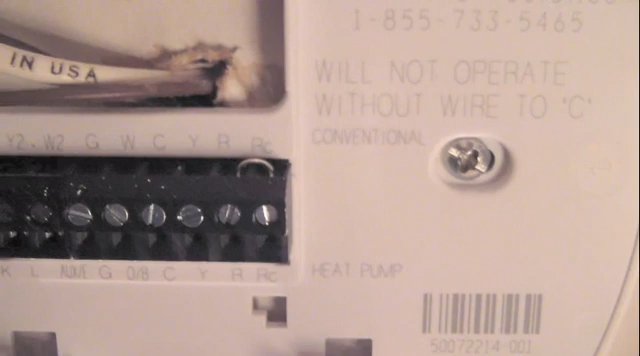 1-855-733-5465
IN USA
WILL NOT OPERATE
WITHOUT WIRE TO "C"
Y2 W2 G W C Y R Rc
CONVENTIONAL
K L AUX/E G O/B C Y R Rc
HEAT PUMP
50072214-001